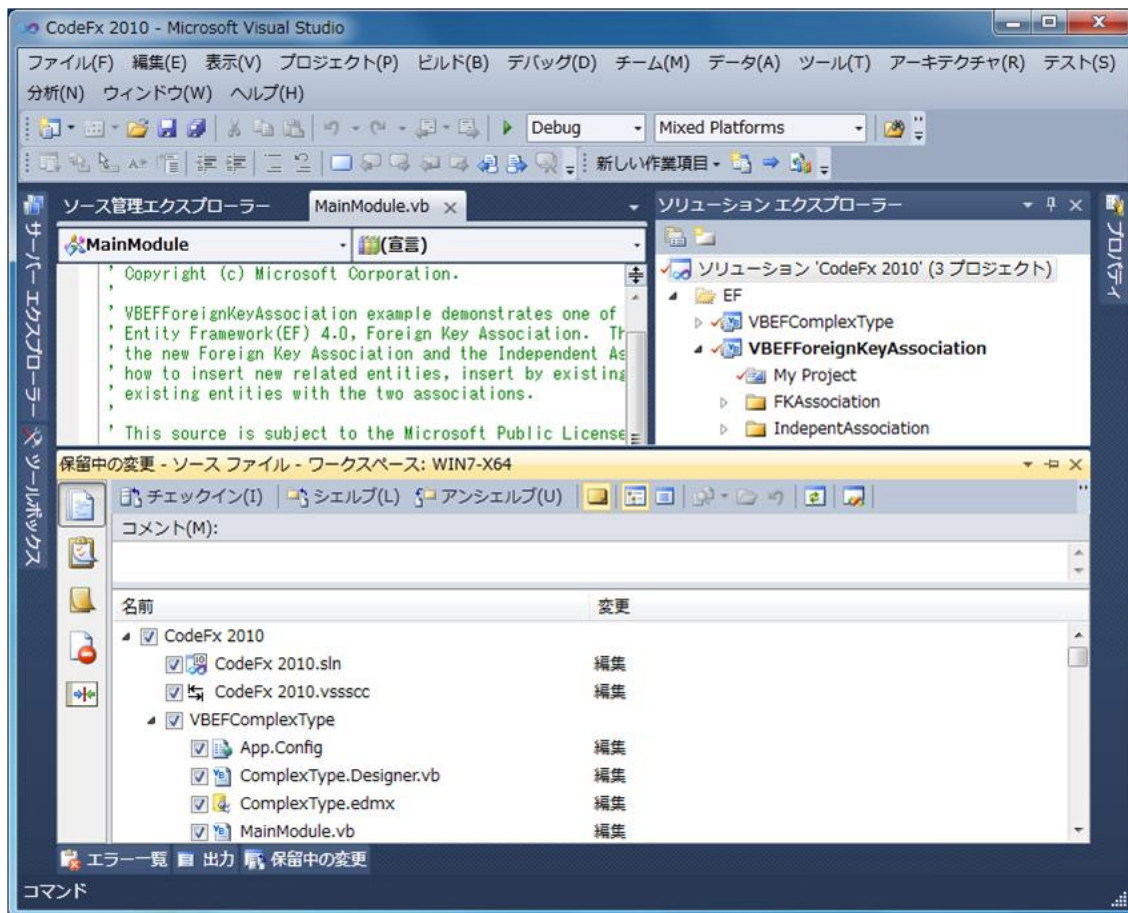 CodeFx 2010 - Microsoft Visual Studio
ファイル(F) 編集(E) 表示(V) プロジェクト(P) ビルド(B) デバッグ(D) チーム(M) データ(A) ツール(T) アーキテクチャ(R) テスト(S)
分析(N) ウィンドウ(W) ヘルプ(H)
Debug Mixed Platforms
新しい作業項目
サーバー エクスプローラー
ツールボックス
ソース管理エクスプローラー MainModule.vb
MainModule (宣言)
' Copyright (c) Microsoft Corporation.
'
' VBEFForeignKeyAssociation example demonstrates one of
' Entity Framework(EF) 4.0, Foreign Key Association.
' the new Foreign Key Association and the Independent
' how to insert new related entities, insert by existing
' existing entities with the two associations.
'
' This source is subject to the Microsoft Public License
ソリューション エクスプローラー
ソリューション 'CodeFx 2010' (3 プロジェクト)
EF
VBEFComplexType
VBEFForeignKeyAssociation
My Project
FKAssociation
IndepentAssociation
プロパティ
保留中の変更 - ソース ファイル - ワークスペース: WIN7-X64
チェックイン(I) シェルブ(L) アンシェルブ(U)
コメント(M):
名前 変更
CodeFx 2010
CodeFx 2010.sln 編集
CodeFx 2010.vssscc 編集
VBEFComplexType
App.Config 編集
ComplexType.Designer.vb 編集
ComplexType.edmx 編集
MainModule.vb 編集
エラー一覧 出力 保留中の変更
コマンド